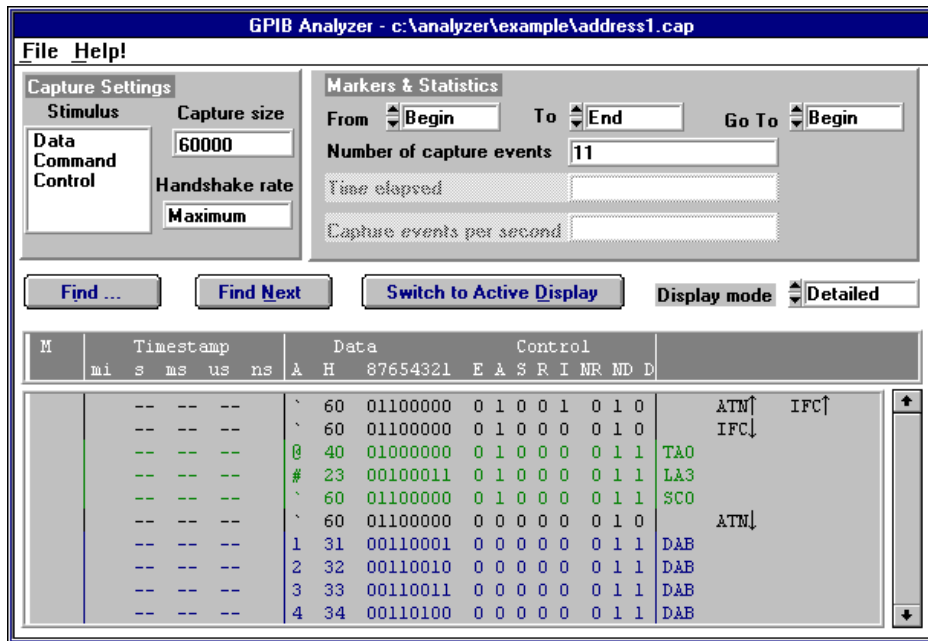 GPIB Analyzer - c:\analyzer\example\address1.cap
File Help!
Capture Settings
Stimulus
Data
Command
Control
Capture size
60000
Handshake rate
Maximum
Markers & Statistics
From Begin To End Go To Begin
Number of capture events 11
Time elapsed
Capture events per second
Find ... Find Next Switch to Active Display Display mode Detailed
M Timestamp Data Control
mi s ms us ns A H 87654321 E A S R I NR ND D
-- -- -- ` 60 01100000 0 1 0 0 1 0 1 0 ATN↑ IFC↑
-- -- -- ` 60 01100000 0 1 0 0 0 0 1 0 IFC↓
-- -- -- @ 40 01000000 0 1 0 0 0 0 1 1 TA0
-- -- -- # 23 00100011 0 1 0 0 0 0 1 1 LA3
-- -- -- ` 60 01100000 0 1 0 0 0 0 1 1 SC0
-- -- -- ` 60 01100000 0 0 0 0 0 0 1 0 ATN↓
-- -- -- 1 31 00110001 0 0 0 0 0 0 1 1 DAB
-- -- -- 2 32 00110010 0 0 0 0 0 0 1 1 DAB
-- -- -- 3 33 00110011 0 0 0 0 0 0 1 1 DAB
-- -- -- 4 34 00110100 0 0 0 0 0 0 1 1 DAB